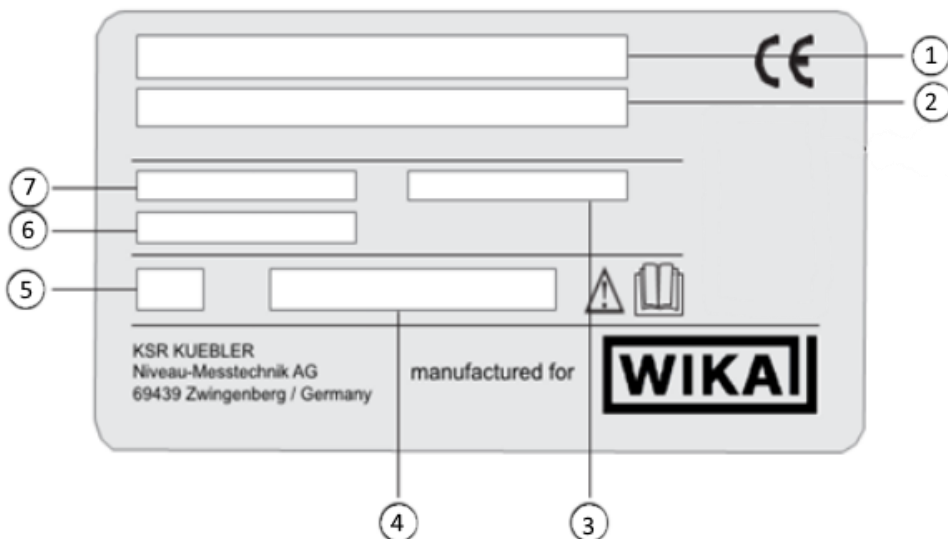 CE
1
2
7
6
3
5
KSR KUEBLER
Niveau-Messtechnik AG
69439 Zwingenberg / Germany
manufactured for
WIKA
4
3